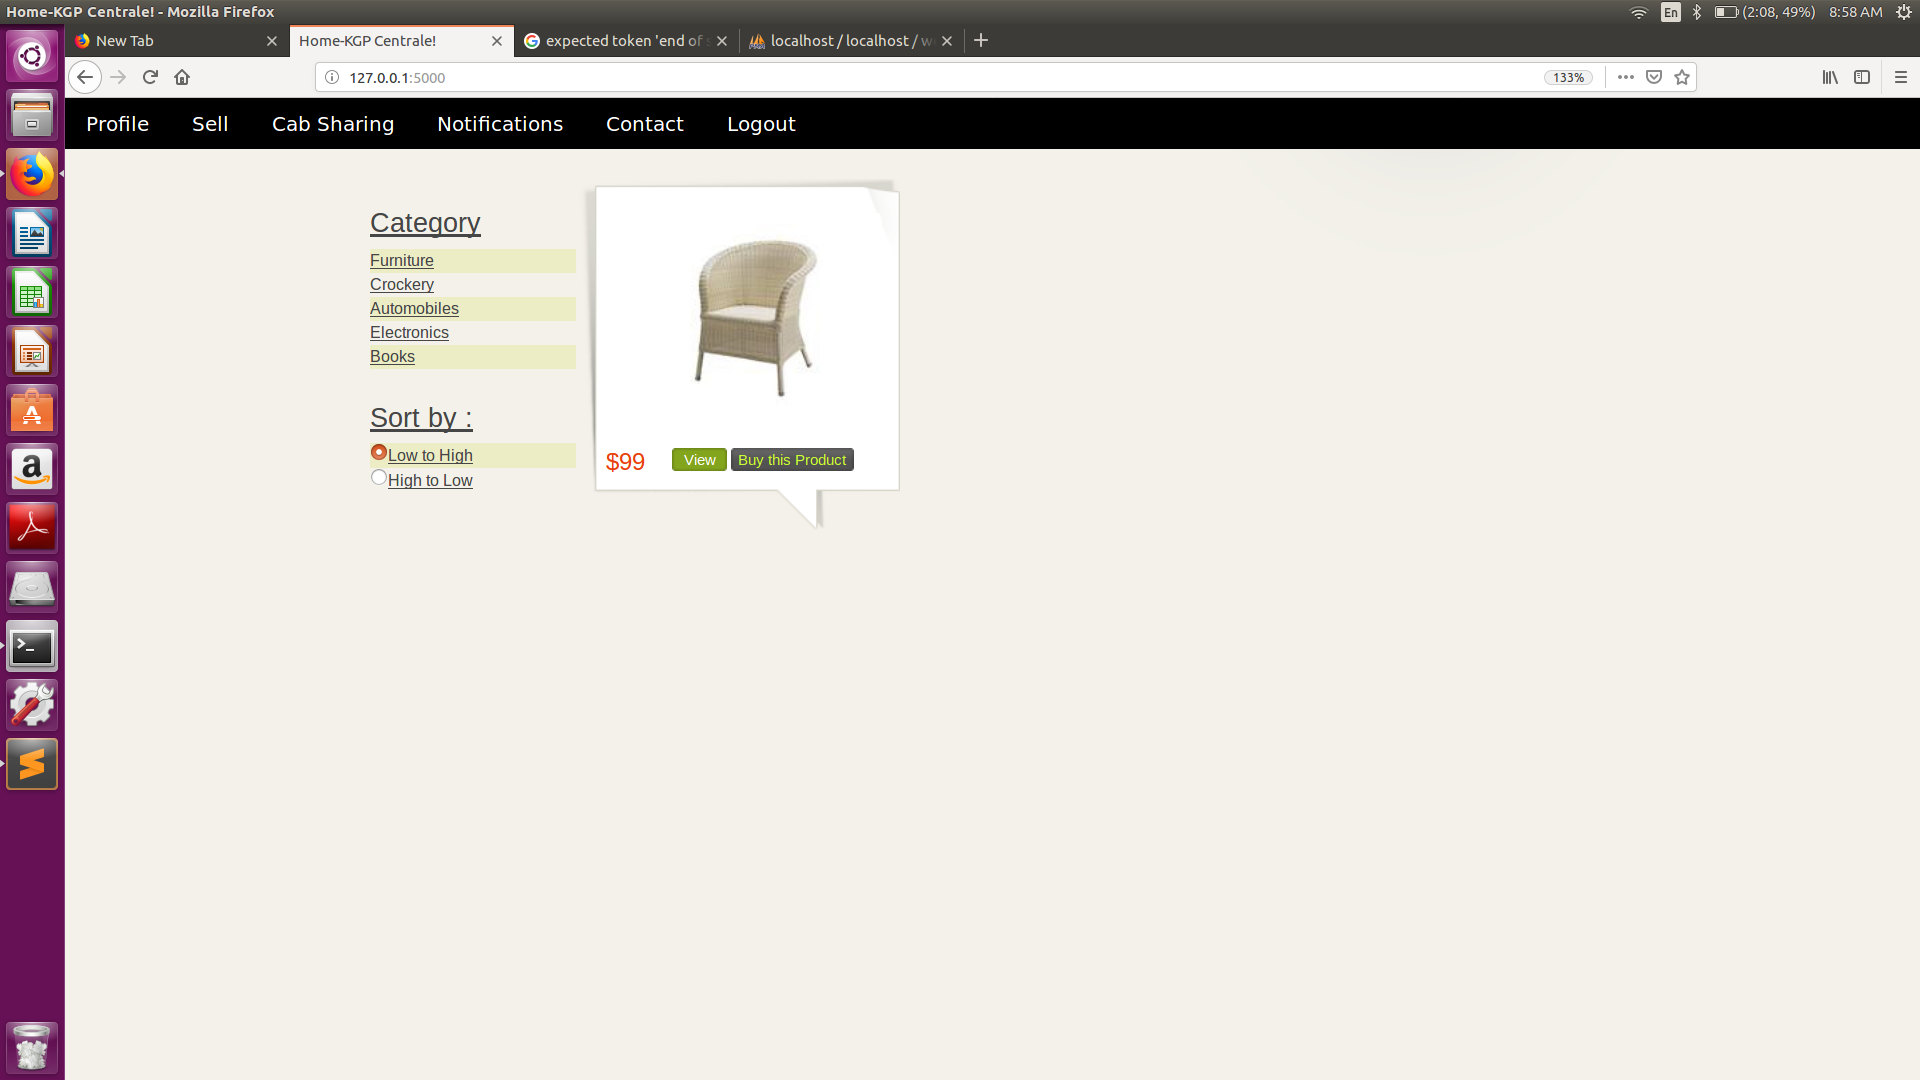 Home-KGP Centrale! - Mozilla Firefox
En
(2:08, 49%)
8:58 AM
New Tab
Home-KGP Centrale!
expected token 'end of
localhost / localhost / w
127.0.0.1:5000
133%
Profile
Sell
Cab Sharing
Notifications
Contact
Logout
Category
Furniture
Crockery
Automobiles
Electronics
Books
Sort by :
Low to High
High to Low
$99
View
Buy this Product